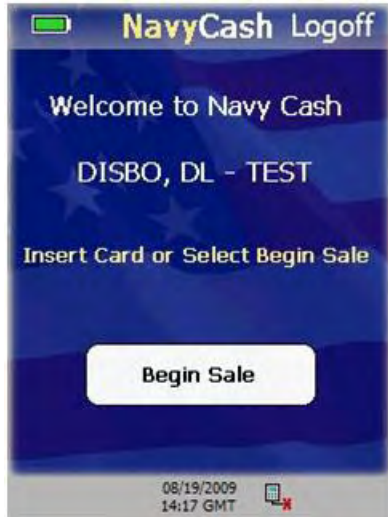 NavyCash Logoff
Welcome to Navy Cash
DISBO, DL - TEST
Insert Card or Select Begin Sale
Begin Sale
08/19/2009
14:17 GMT